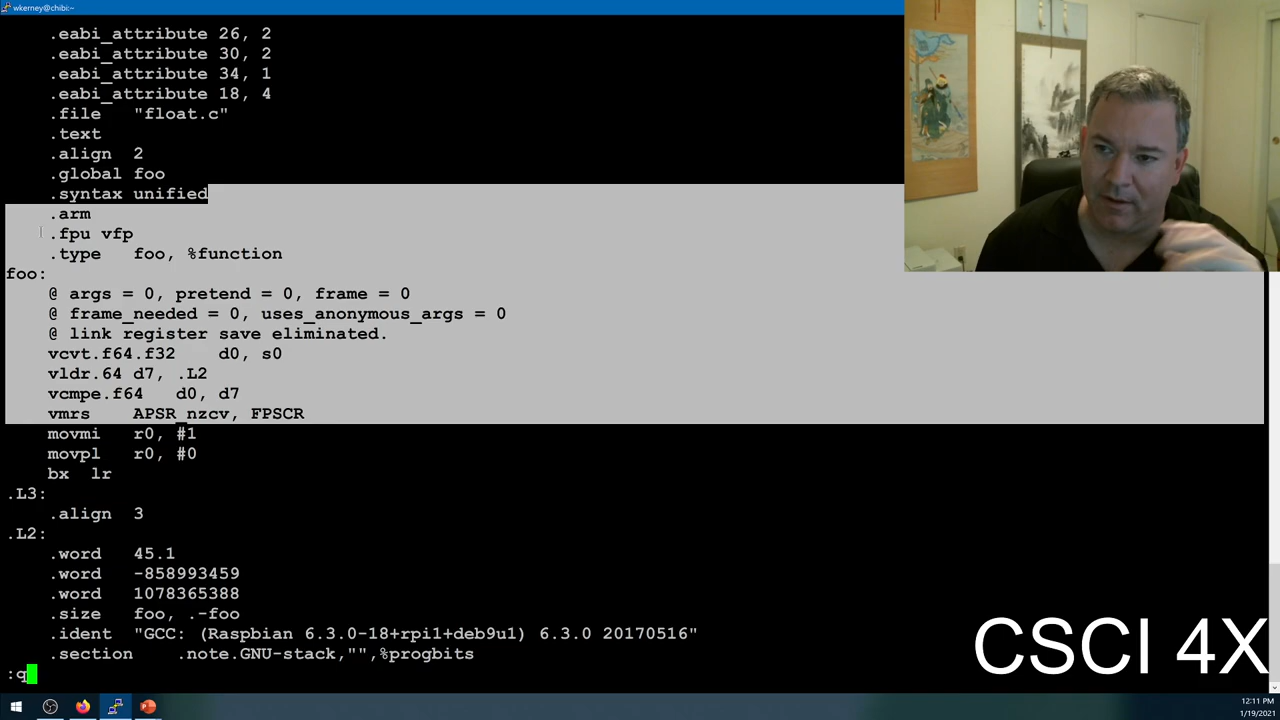 wkerney@chibi:~
.eabi_attribute 26, 2
.eabi_attribute 30, 2
.eabi_attribute 34, 1
.eabi_attribute 18, 4
.file "float.c"
.text
.align 2
.global foo
.syntax unified
.arm
.fpu vfp
.type foo, %function
foo:
@ args = 0, pretend = 0, frame = 0
@ frame_needed = 0, uses_anonymous_args = 0
@ link register save eliminated.
vcvt.f64.f32 d0, s0
vldr.64 d7, .L2
vcmpe.f64 d0, d7
vmrs APSR_nzcv, FPSCR
movmi r0, #1
movpl r0, #0
bx lr
.L3:
.align 3
.L2:
.word 45.1
.word -858993459
.word 1078365388
.size foo, .-foo
.ident "GCC: (Raspbian 6.3.0-18+rpi1+deb9u1) 6.3.0 20170516"
.section .note.GNU-stack,"",%progbits
:q
CSCI 4X
12:11 PM
1/19/2021